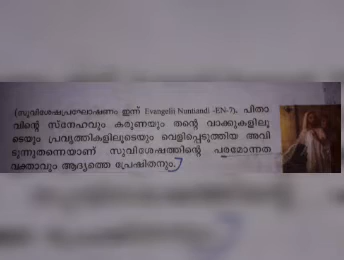 (സുവിശേഷപ്രഘോഷണം ഇന്ന് Evangelii Nuntiandi -EN-7). പിതാ
വിന്റെ സ്നേഹവും കരുണയും തന്റെ വാക്കുകളിലൂ
ടെയും പ്രവൃത്തികളിലൂടെയും വെളിപ്പെടുത്തിയ അവി
ടുന്നുതന്നെയാണ് സുവിശേഷത്തിന്റെ പരമോന്നത
വക്താവും ആദ്യത്തെ പ്രേഷിതനും.